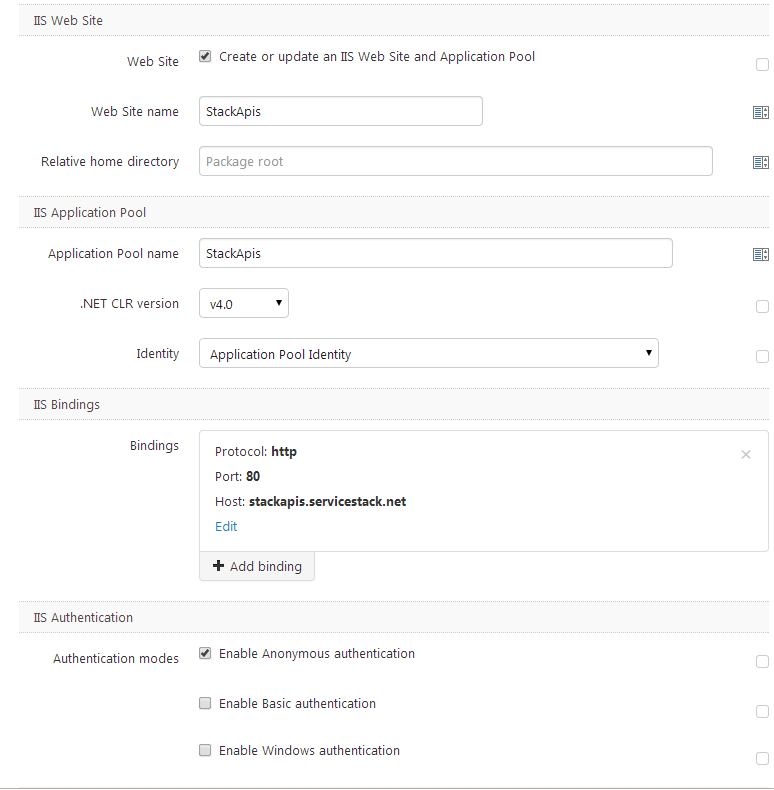 IIS Web Site
Web Site
Create or update an IIS Web Site and Application Pool
Web Site name
StackApis
Relative home directory
Package root
IIS Application Pool
Application Pool name
StackApis
.NET CLR version
v4.0
Identity
Application Pool Identity
IIS Bindings
Bindings
Protocol: http
Port: 80
Host: stackapis.servicestack.net
Edit
Add binding
IIS Authentication
Authentication modes
Enable Anonymous authentication
Enable Basic authentication
Enable Windows authentication